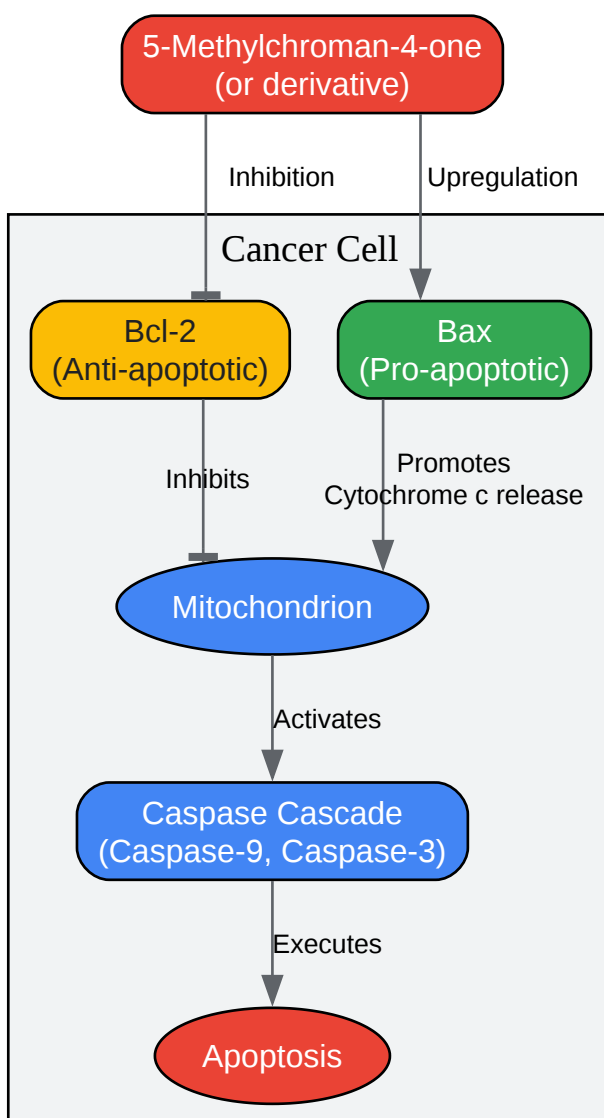 5-Methylchroman-4-one
(or derivative)
Inhibition
Upregulation
Cancer Cell
Bcl-2
(Anti-apoptotic)
Bax
(Pro-apoptotic)
Inhibits
Promotes
Cytochrome c release
Mitochondrion
Activates
Caspase Cascade
(Caspase-9, Caspase-3)
Executes
Apoptosis